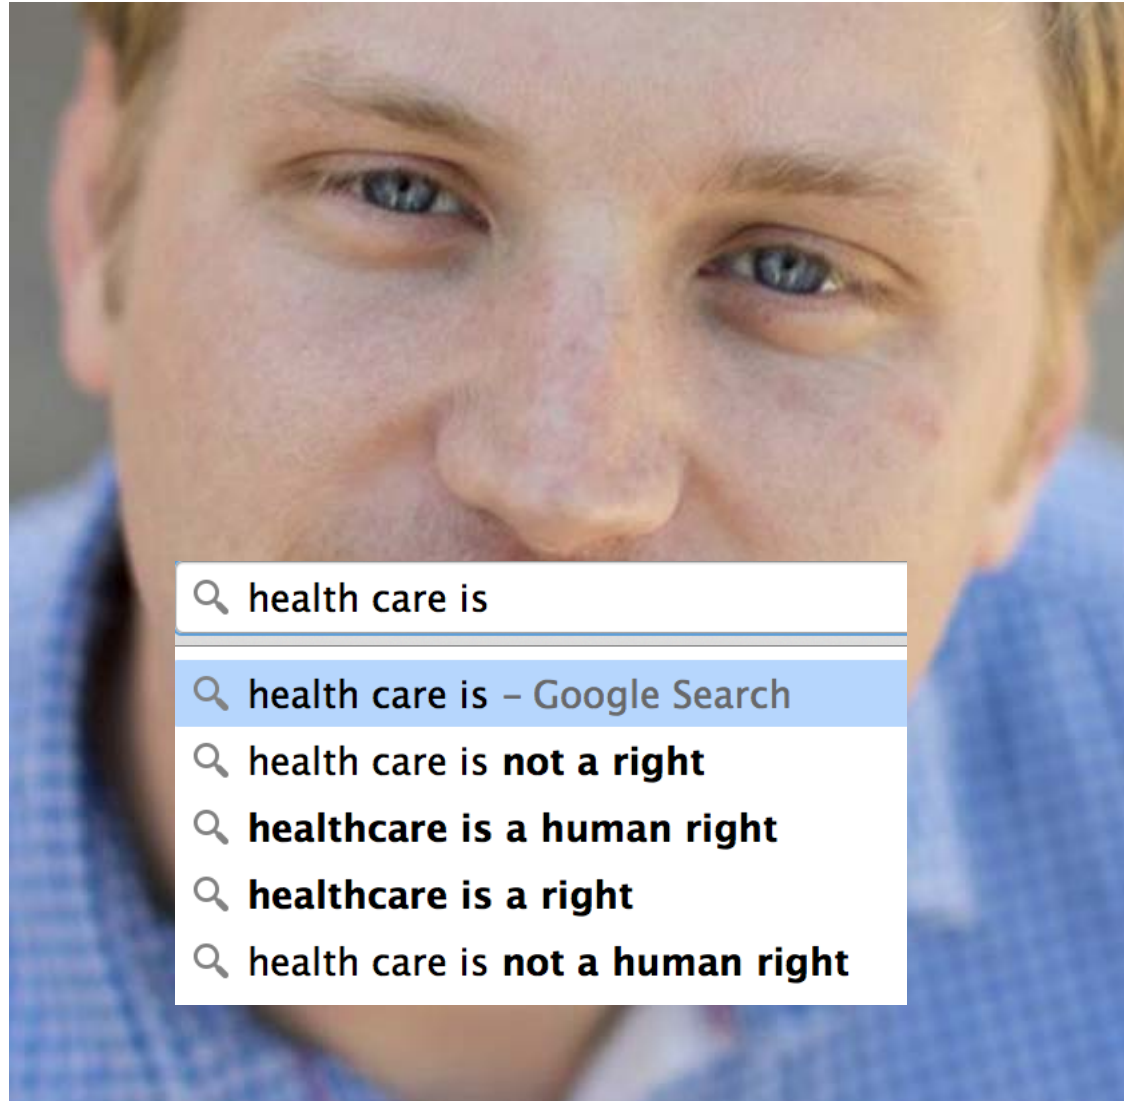 health care is
health care is – Google Search
health care is not a right
healthcare is a human right
healthcare is a right
health care is not a human right